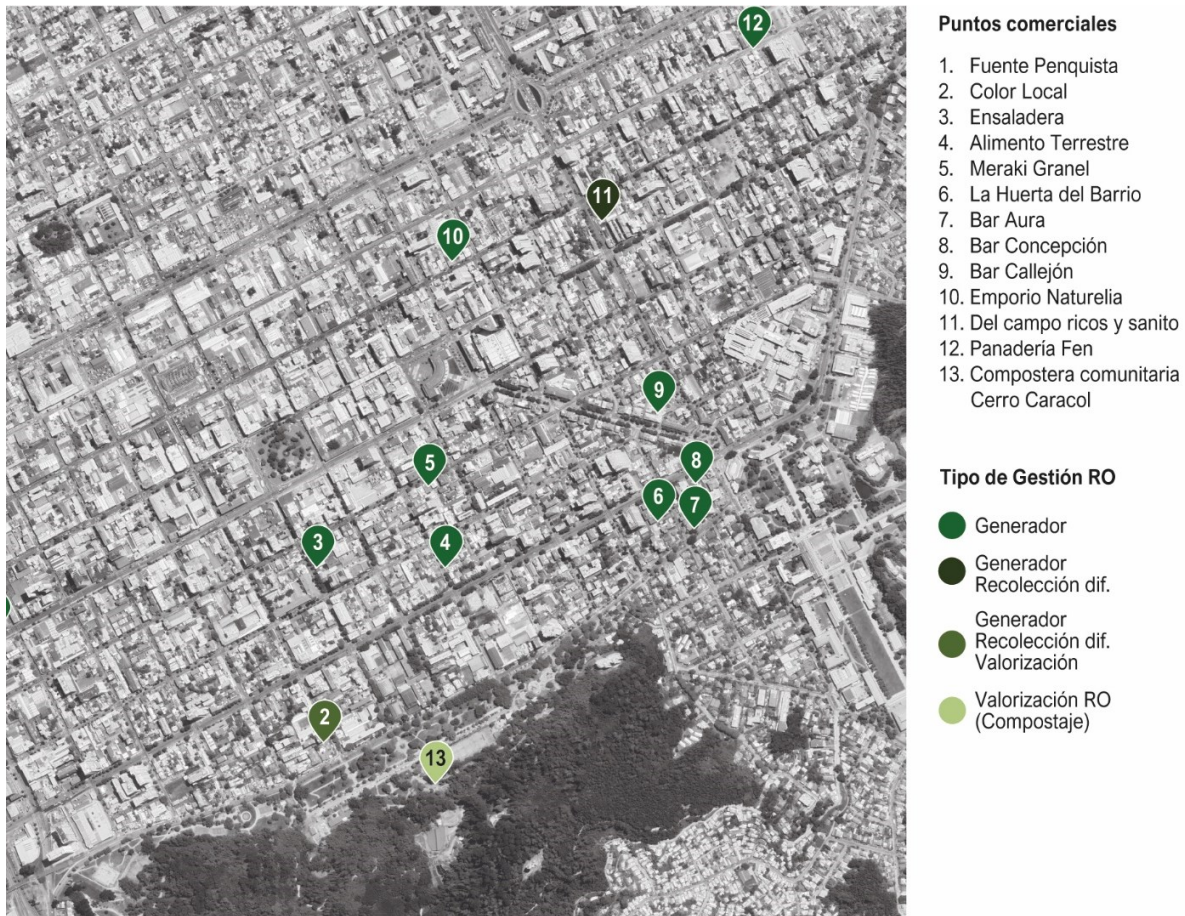 Puntos comerciales
1. Fuente Penquista
2. Color Local
3. Ensaladera
4. Alimento Terrestre
5. Meraki Granel
6. La Huerta del Barrio
7. Bar Aura
8. Bar Concepción
9. Bar Callejón
10. Emporio Naturelia
11. Del campo ricos y sanito
12. Panadería Fen
13. Compostera comunitaria
Cerro Caracol
Tipo de Gestión RO
Generador
Generador
Recolección dif.
Generador
Recolección dif.
Valorización
Valorización RO
(Compostaje)
12
11
10
9
5
8
6
7
3
4
2
13